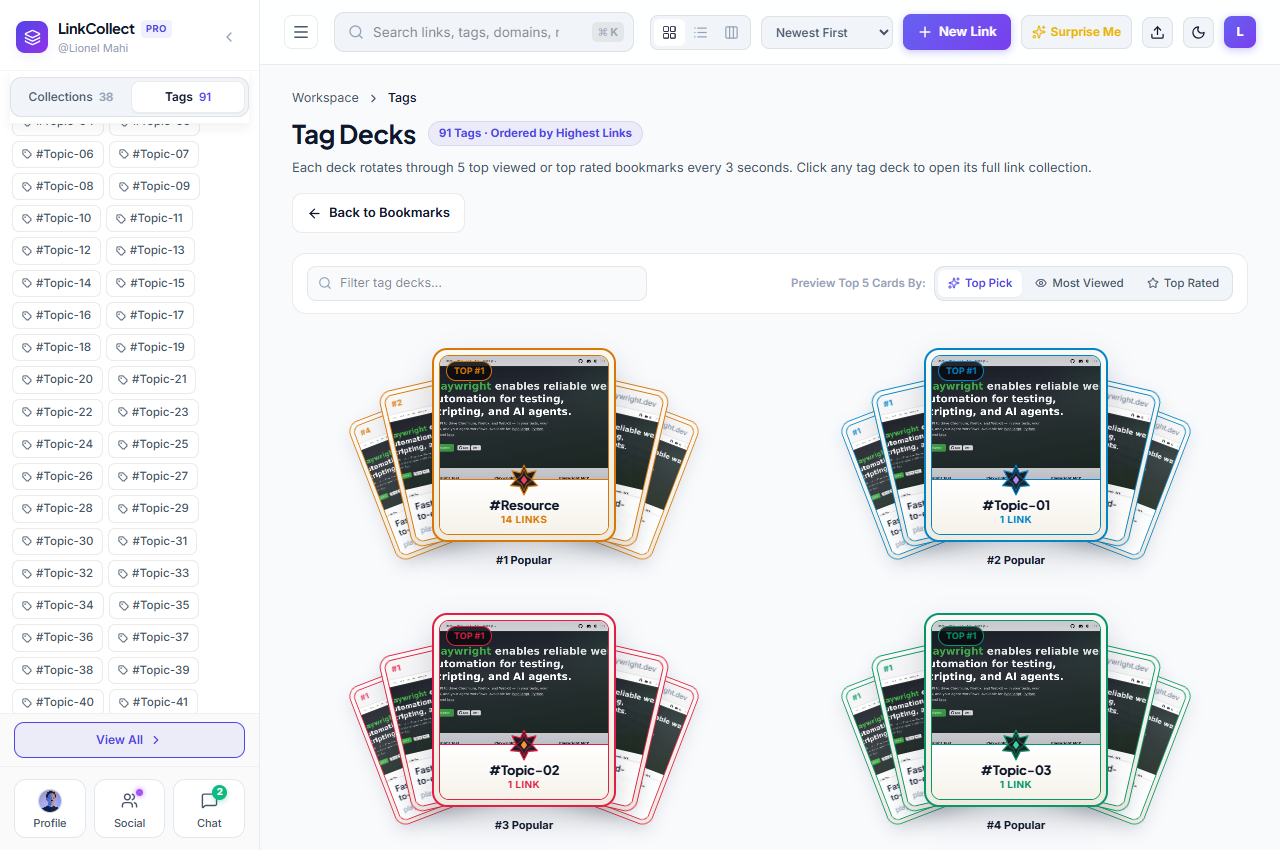 LinkCollect PRO
@Lionel Mahi
Search links, tags, domains, r
⌘ K
Newest First
New Link
Surprise Me
L
Collections 38
Tags 91
#Topic-06
#Topic-07
#Topic-08
#Topic-09
#Topic-10
#Topic-11
#Topic-12
#Topic-13
#Topic-14
#Topic-15
#Topic-16
#Topic-17
#Topic-18
#Topic-19
#Topic-20
#Topic-21
#Topic-22
#Topic-23
#Topic-24
#Topic-25
#Topic-26
#Topic-27
#Topic-28
#Topic-29
#Topic-30
#Topic-31
#Topic-32
#Topic-33
#Topic-34
#Topic-35
#Topic-36
#Topic-37
#Topic-38
#Topic-39
#Topic-40
#Topic-41
View All
Profile
Social
Chat
2
Workspace > Tags
Tag Decks
91 Tags · Ordered by Highest Links
Each deck rotates through 5 top viewed or top rated bookmarks every 3 seconds. Click any tag deck to open its full link collection.
Back to Bookmarks
Filter tag decks...
Preview Top 5 Cards By:
Top Pick
Most Viewed
Top Rated
#4
#2
TOP #1
aywright enables reliable we
utomation for testing,
cripting, and AI agents.
#Resource
14 LINKS
#1 Popular
#1
#1
TOP #1
aywright enables reliable we
utomation for testing,
cripting, and AI agents.
#Topic-01
1 LINK
#2 Popular
#1
#1
TOP #1
aywright enables reliable we
utomation for testing,
cripting, and AI agents.
#Topic-02
1 LINK
#3 Popular
#1
#1
TOP #1
aywright enables reliable we
utomation for testing,
cripting, and AI agents.
#Topic-03
1 LINK
#4 Popular